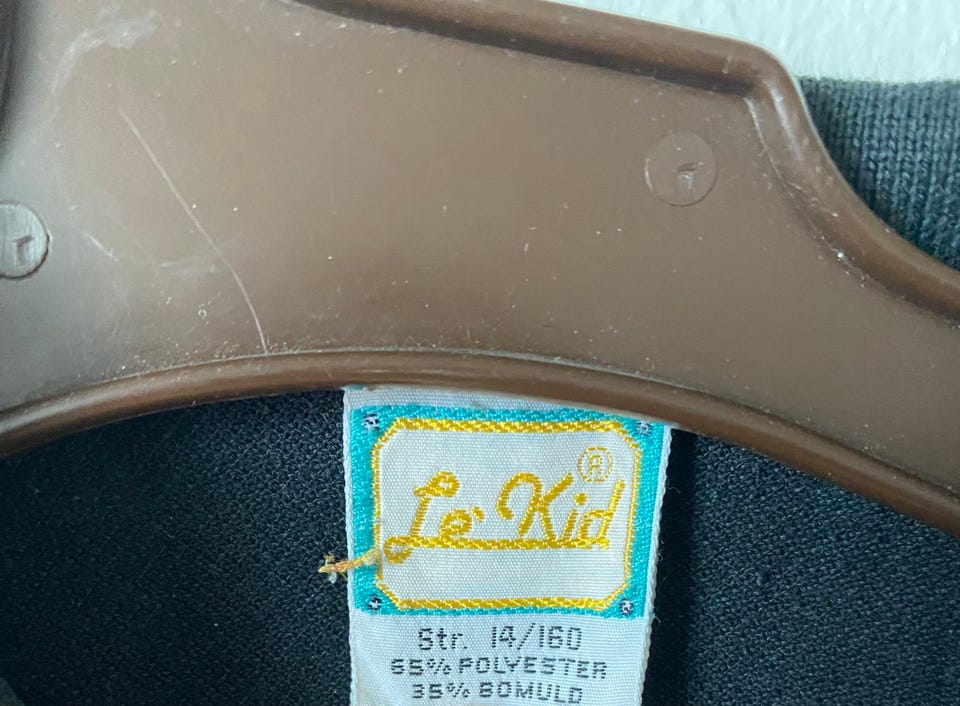 Le' Kid ®
Str. 14/160
65% POLYESTER
35% BOMULD